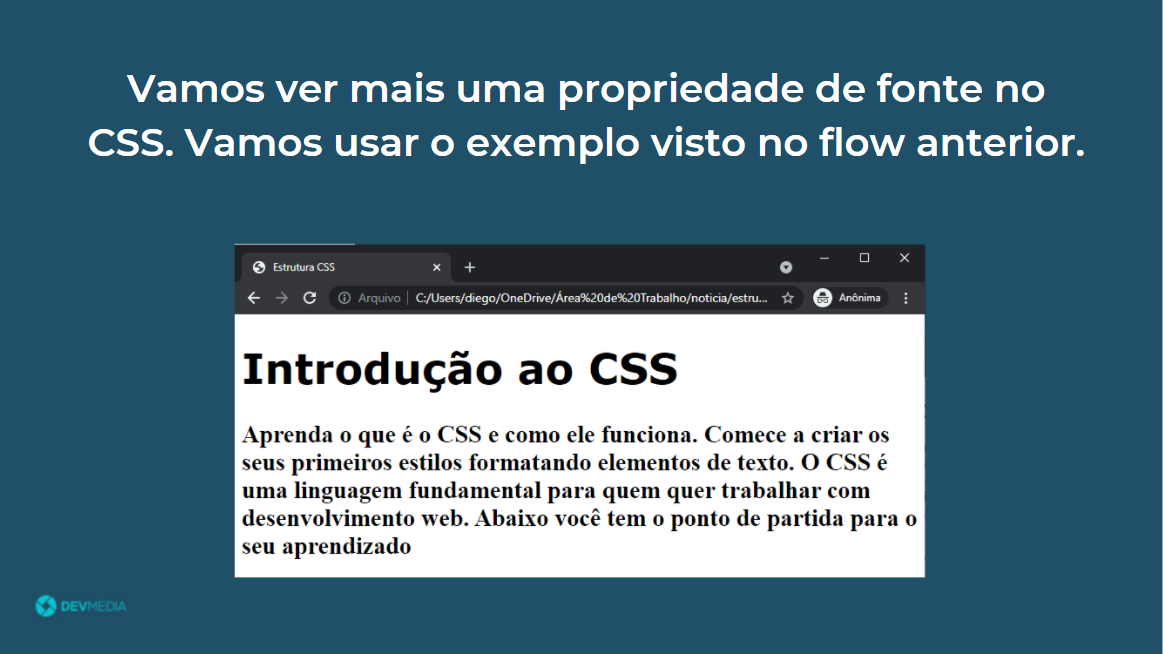 Vamos ver mais uma propriedade de fonte no
CSS. Vamos usar o exemplo visto no flow anterior.
Estrutura CSS
Arquivo | C:/Users/diego/OneDrive/Área%20de%20Trabalho/noticia/estru... Anônima
Introdução ao CSS
Aprenda o que é o CSS e como ele funciona. Comece a criar os
seus primeiros estilos formatando elementos de texto. O CSS é
uma linguagem fundamental para quem quer trabalhar com
desenvolvimento web. Abaixo você tem o ponto de partida para o
seu aprendizado
DEVMEDIA